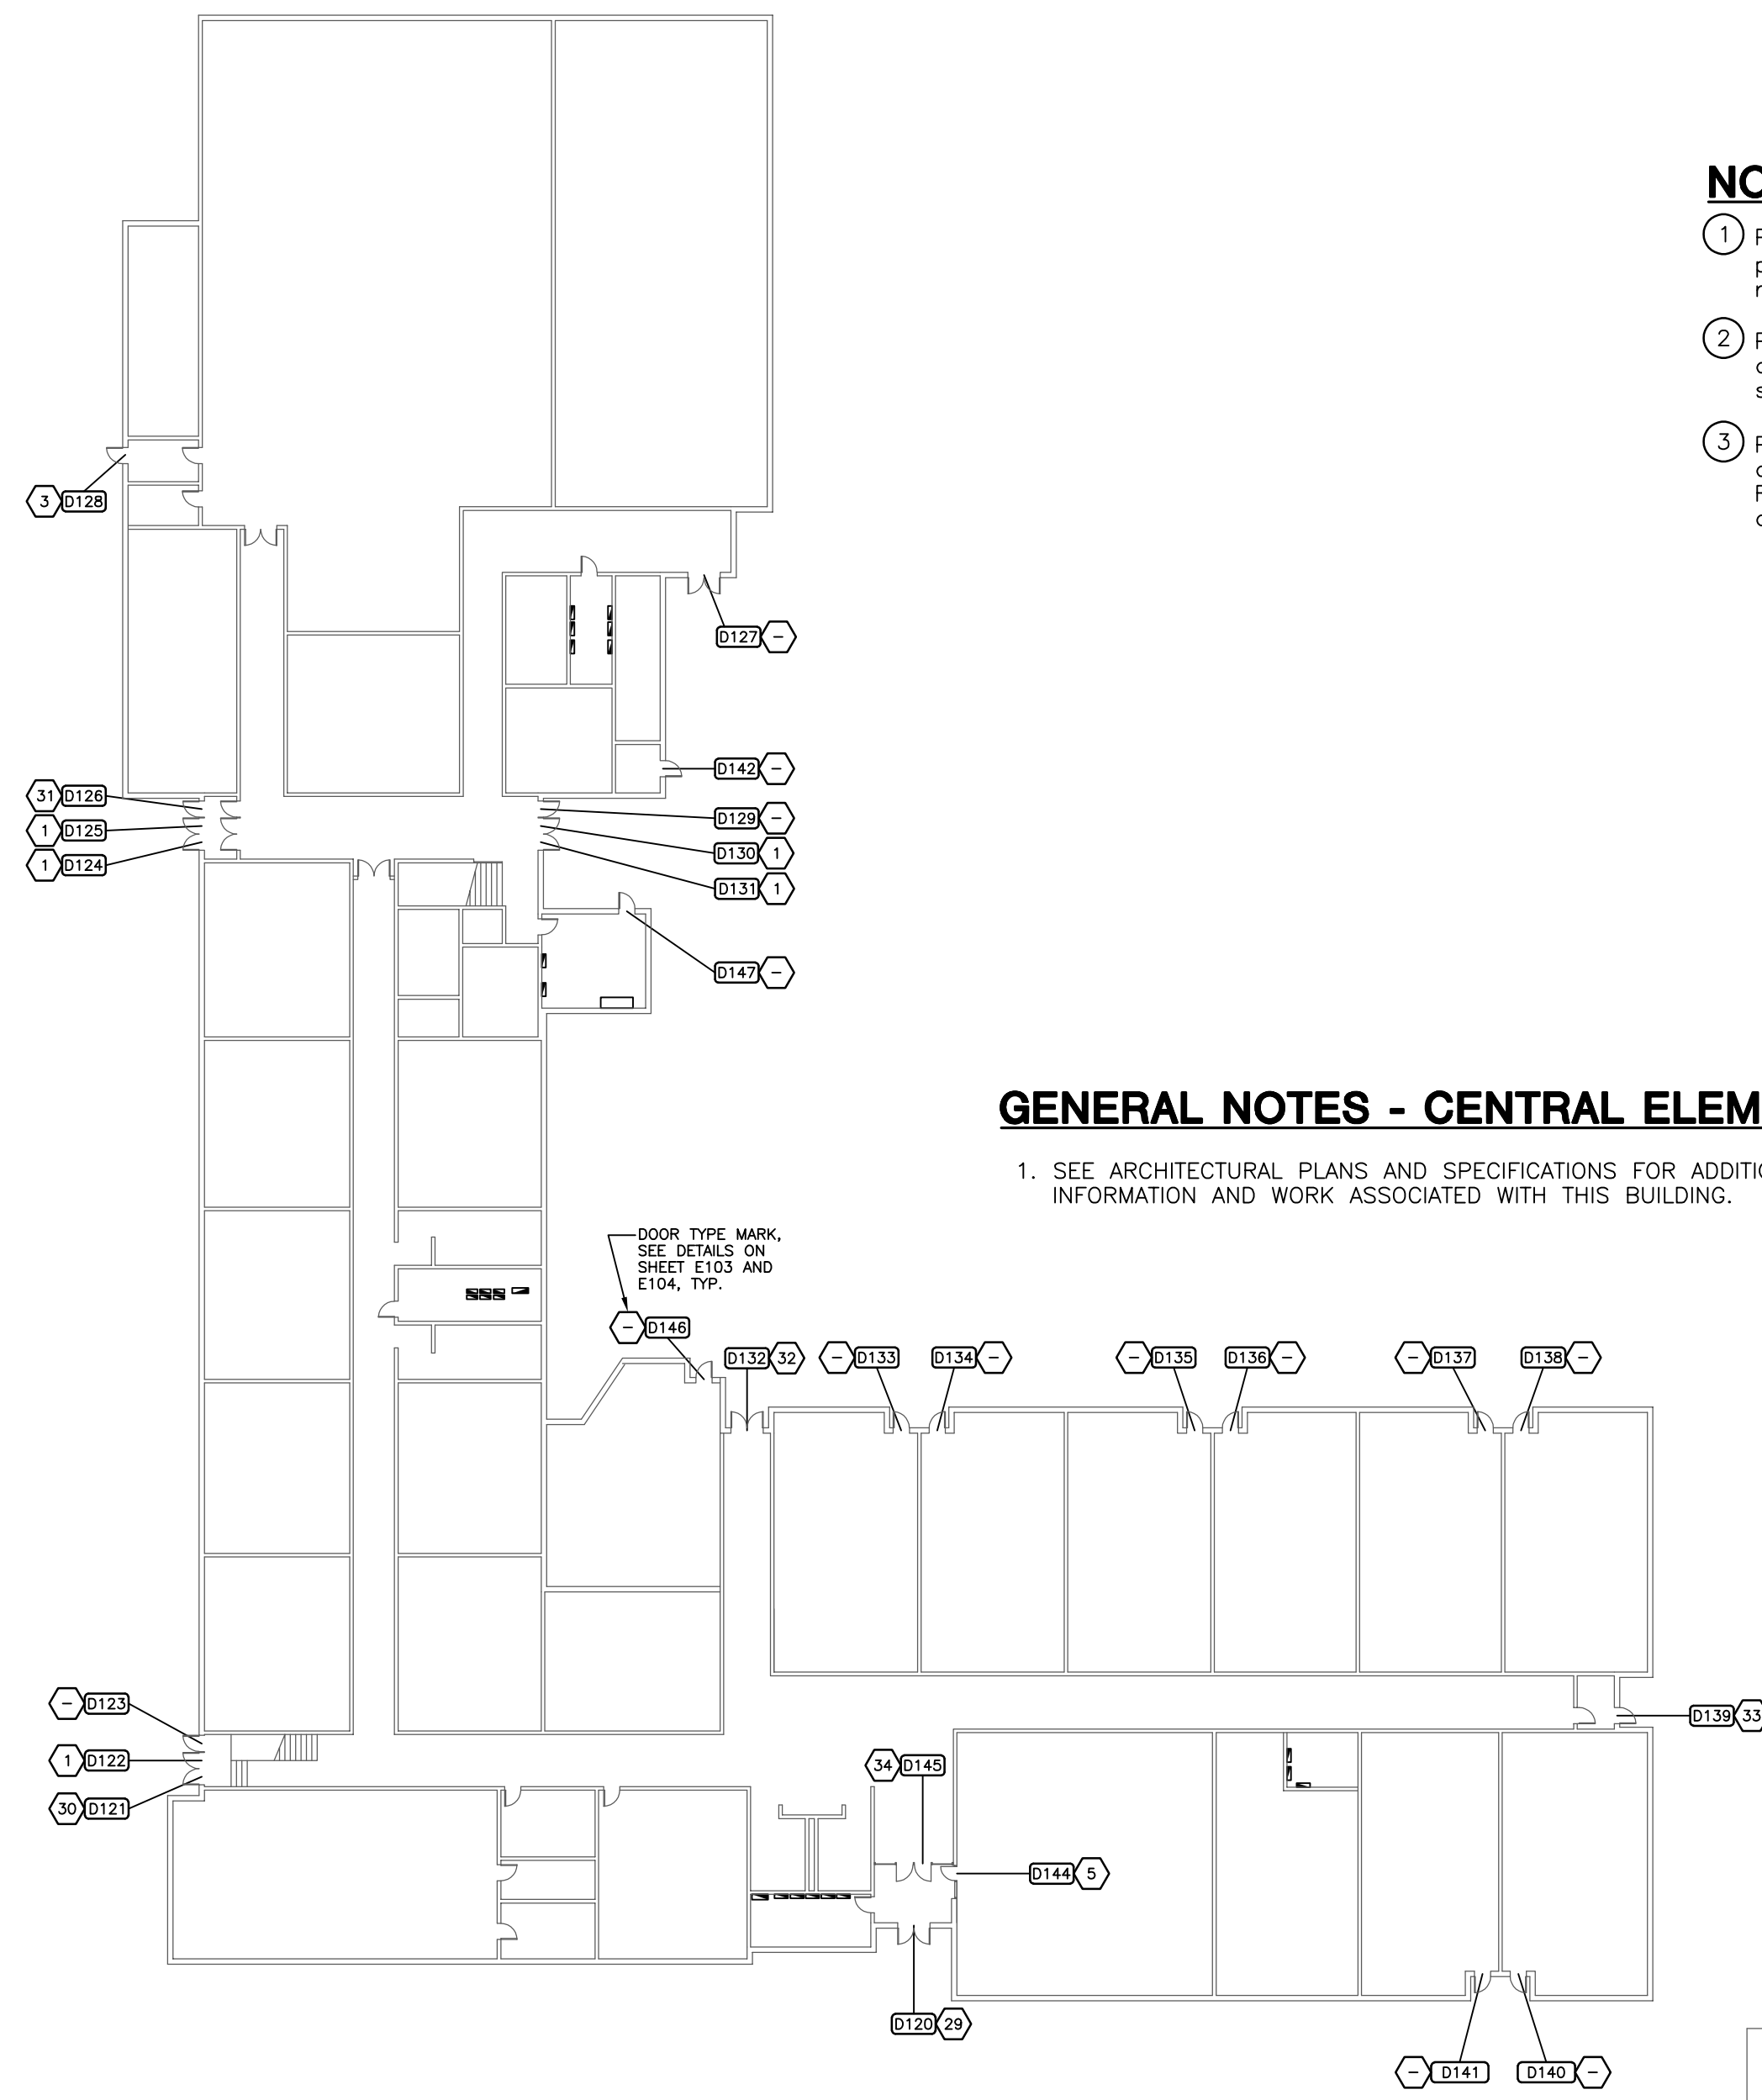 NO
1
2
3
3 D128
D127 –
D142 –
31 D126
D129 –
1 D125
D130 1
1 D124
D131 1
D147 –
GENERAL NOTES - CENTRAL ELEM
1. SEE ARCHITECTURAL PLANS AND SPECIFICATIONS FOR
INFORMATION AND WORK ASSOCIATED WITH THIS BUILDING.
DOOR TYPE MARK,
SEE DETAILS ON
SHEET E103 AND
E104, TYP.
– D146
D132 32
– D133
D134 –
– D135
D136 –
– D137
D138 –
– D123
D139 33
1 D122
34 D145
30 D121
D144 5
D120 29
– D141
D140 –